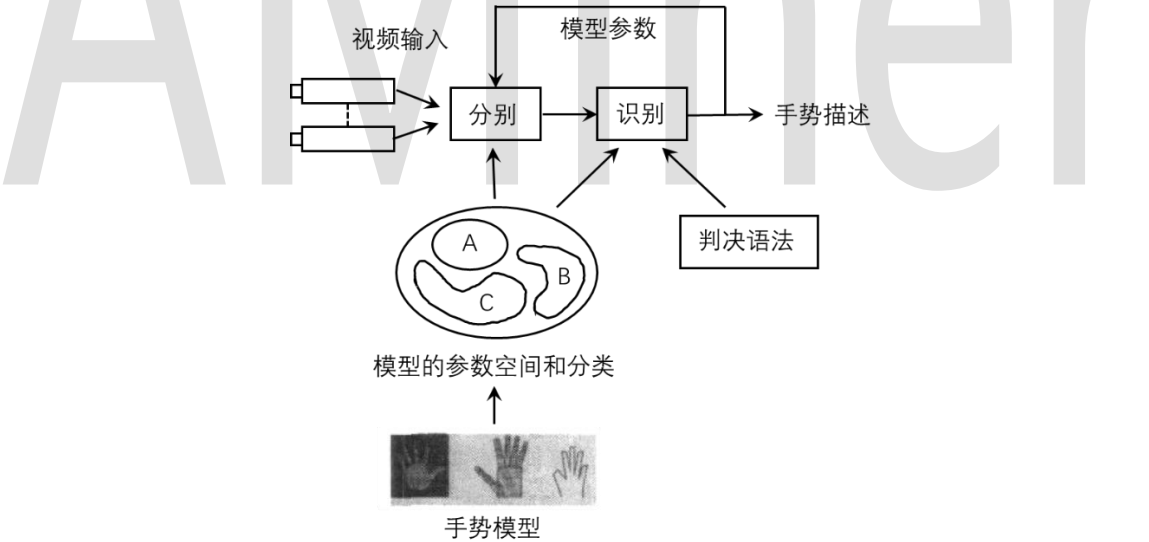 AMiner
模型参数
视频输入
分别
识别
手势描述
判决语法
A
B
C
模型的参数空间和分类
手势模型